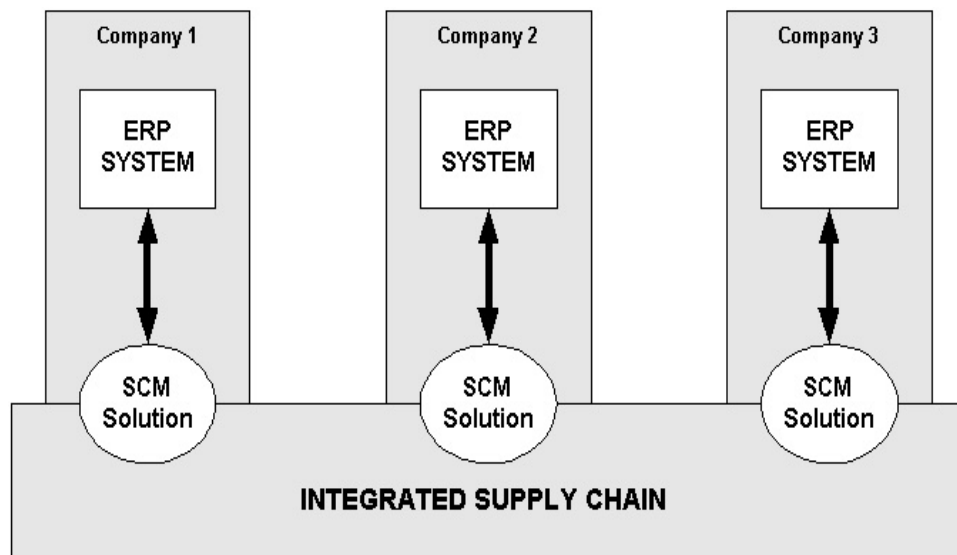 Company 1
Company 2
Company 3
ERP
SYSTEM
ERP
SYSTEM
ERP
SYSTEM
SCM
Solution
SCM
Solution
SCM
Solution
INTEGRATED SUPPLY CHAIN